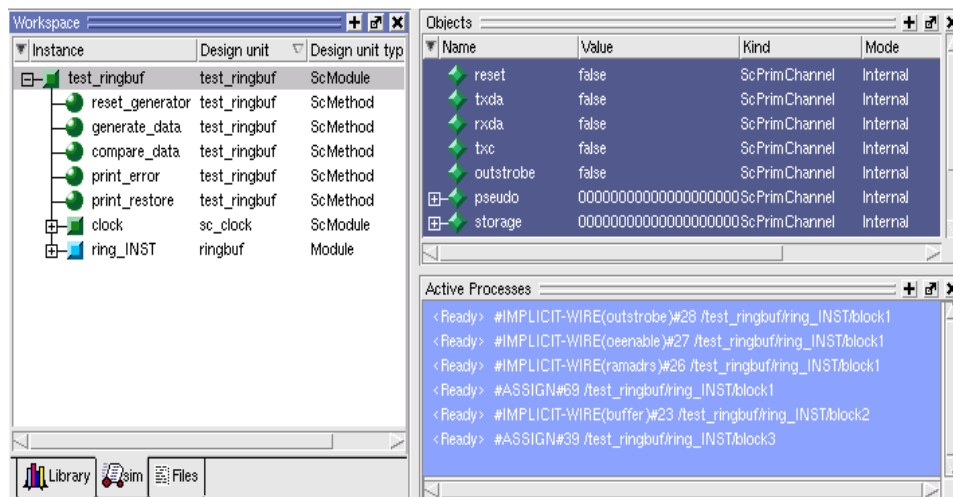 Workspace
Instance Design unit Design unit typ
test_ringbuf test_ringbuf ScModule
reset_generator test_ringbuf ScMethod
generate_data test_ringbuf ScMethod
compare_data test_ringbuf ScMethod
print_error test_ringbuf ScMethod
print_restore test_ringbuf ScMethod
clock sc_clock ScModule
ring_INST ringbuf Module
Library sim Files
Objects
Name Value Kind Mode
reset false ScPrimChannel Internal
txda false ScPrimChannel Internal
rxda false ScPrimChannel Internal
txc false ScPrimChannel Internal
outstrobe false ScPrimChannel Internal
pseudo 00000000000000000000ScPrimChannel Internal
storage 00000000000000000000ScPrimChannel Internal
Active Processes
<Ready> #IMPLICIT-WIRE(outstrobe)#28 /test_ringbuf/ring_INST/block1
<Ready> #IMPLICIT-WIRE(oeenable)#27 /test_ringbuf/ring_INST/block1
<Ready> #IMPLICIT-WIRE(ramadrs)#26 /test_ringbuf/ring_INST/block1
<Ready> #ASSIGN#69 /test_ringbuf/ring_INST/block1
<Ready> #IMPLICIT-WIRE(buffer)#23 /test_ringbuf/ring_INST/block2
<Ready> #ASSIGN#39 /test_ringbuf/ring_INST/block3